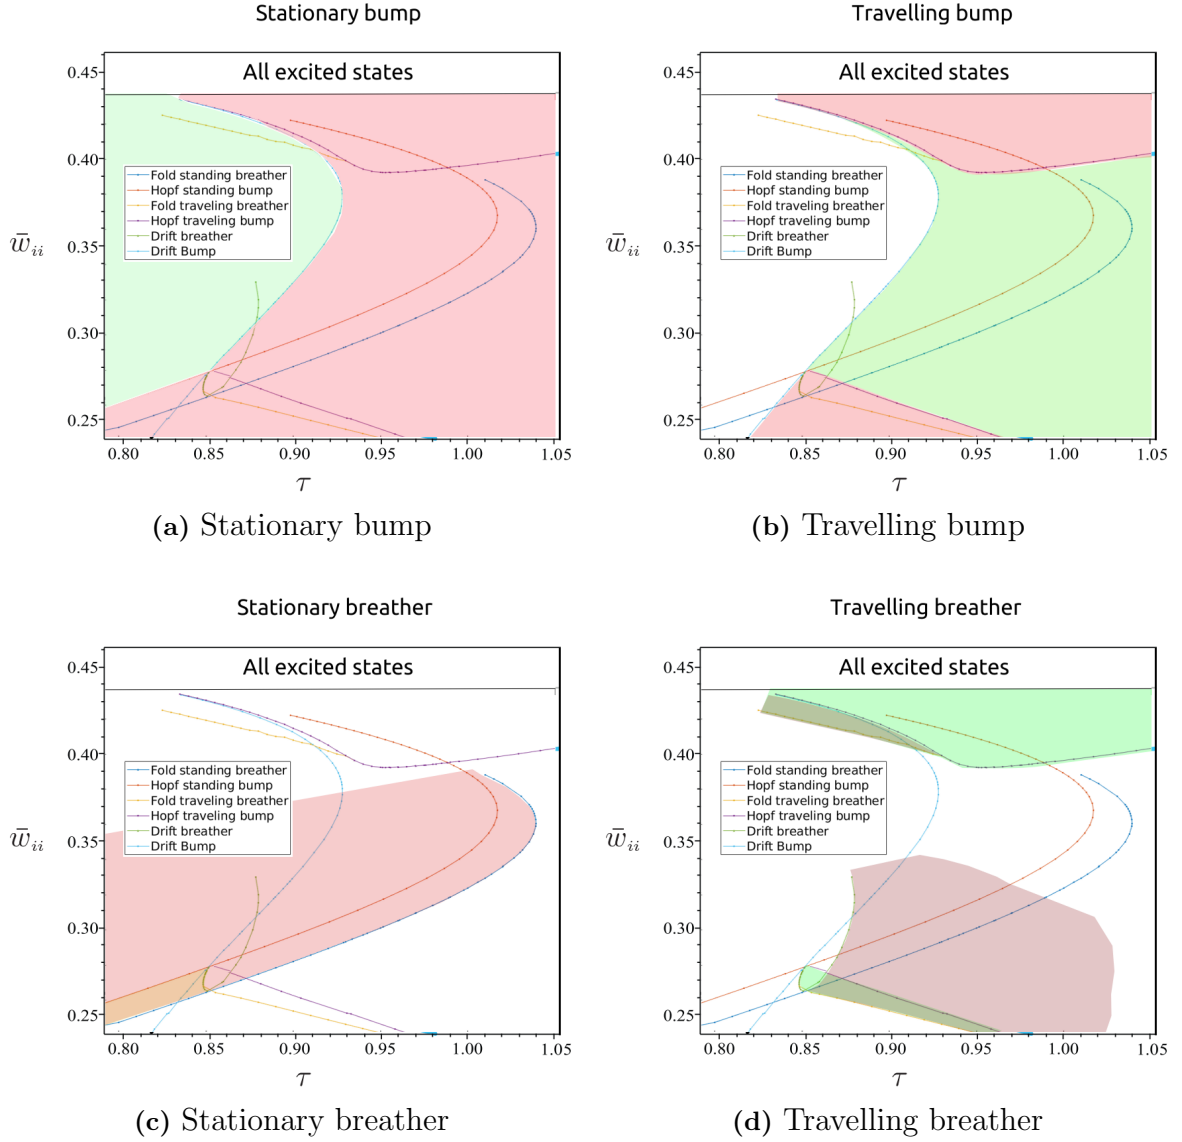 Stationary bump
Travelling bump
All excited states
0.45
0.40
0.35
0.30
0.25
Fold standing breather
Hopf standing bump
Fold traveling breather
Hopf traveling bump
Drift breather
Drift Bump
w̄ii
0.80 0.85 0.90 0.95 1.00 1.05
τ
(a) Stationary bump
All excited states
0.45
0.40
0.35
0.30
0.25
Fold standing breather
Hopf standing bump
Fold traveling breather
Hopf traveling bump
Drift breather
Drift Bump
w̄ii
0.80 0.85 0.90 0.95 1.00 1.05
τ
(b) Travelling bump
Stationary breather
Travelling breather
All excited states
0.45
0.40
0.35
0.30
0.25
Fold standing breather
Hopf standing bump
Fold traveling breather
Hopf traveling bump
Drift breather
Drift Bump
w̄ii
0.80 0.85 0.90 0.95 1.00 1.05
τ
(c) Stationary breather
All excited states
0.45
0.40
0.35
0.30
0.25
Fold standing breather
Hopf standing bump
Fold traveling breather
Hopf traveling bump
Drift breather
Drift Bump
w̄ii
0.80 0.85 0.90 0.95 1.00 1.05
τ
(d) Travelling breather